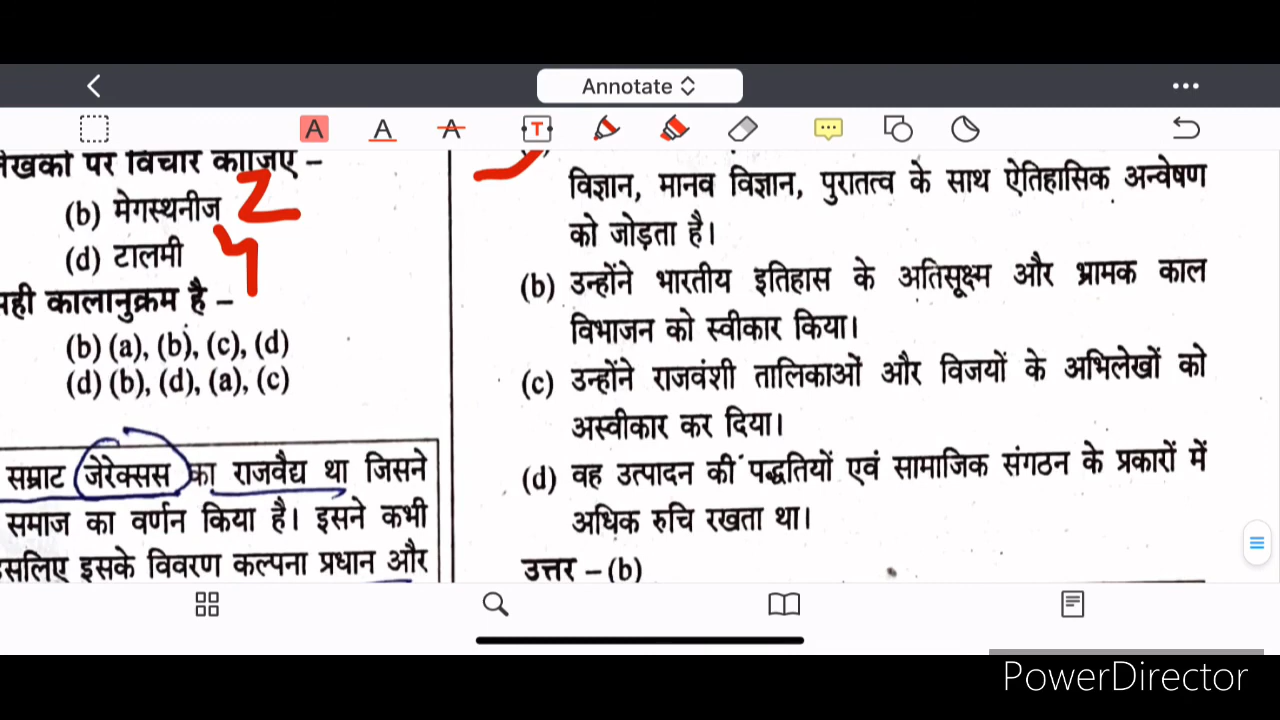 Annotate
A A A T
लेखकों पर विचार कीजिए –
(b) मेगस्थनीज 2
(d) टालमी 4
सही कालानुक्रम है –
(b) (a), (b), (c), (d)
(d) (b), (d), (a), (c)
सम्राट जेरेक्सस का राजवैद्य था जिसने
समाज का वर्णन किया है। इसने कभी
इसलिए इसके विवरण कल्पना प्रधान और
विज्ञान, मानव विज्ञान, पुरातत्व के साथ ऐतिहासिक अन्वेषण
को जोड़ता है।
(b) उन्होंने भारतीय इतिहास के अतिसूक्ष्म और भ्रामक काल
विभाजन को स्वीकार किया।
(c) उन्होंने राजवंशी तालिकाओं और विजयों के अभिलेखों को
अस्वीकार कर दिया।
(d) वह उत्पादन की पद्धतियों एवं सामाजिक संगठन के प्रकारों में
अधिक रुचि रखता था।
उत्तर – (b)
PowerDirector